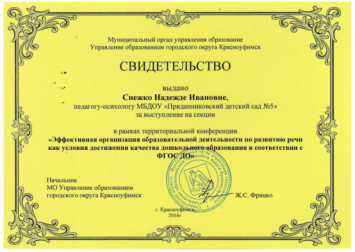 Муниципальный орган управления образование
Управление образованием городского округа Красноуфимск
СВИДЕТЕЛЬСТВО
выдано
Снежко Надежде Ивановне,
педагогу-психологу МБДОУ «Приданниковский детский сад №5»
за выступление на секции
в рамках территориальной конференции
«Эффективная организация образовательной деятельности по развитию речи
как условия достижения качества дошкольного образования в соответствии с
ФГОС ДО»
Начальник
МО Управление образованием
городского округа Красноуфимск
Ж.С. Фрицко
г. Красноуфимск,
2016г